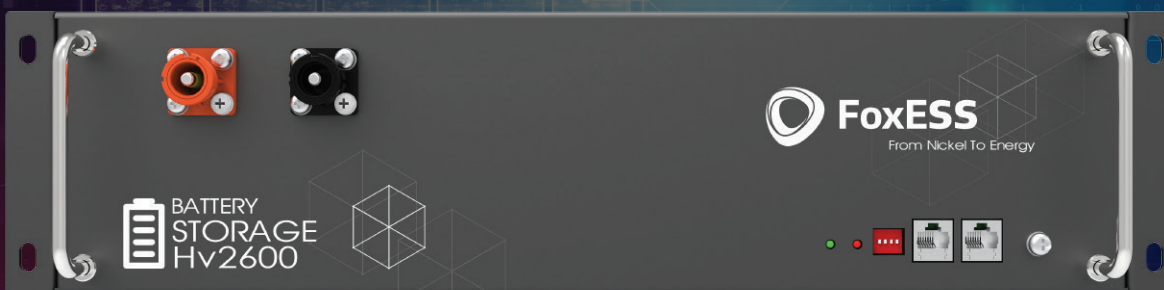 FoxESS
From Nickel To Energy
BATTERY
STORAGE
Hv2600